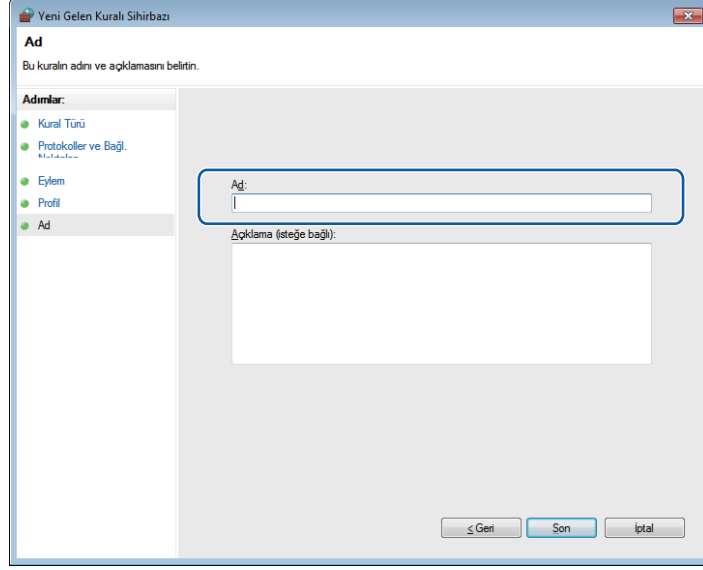 Yeni Gelen Kuralı Sihirbazı
Ad
Bu kuralın adını ve açıklamasını belirtin.
Adımlar:
Kural Türü
Protokoller ve Bağl.
Eylem
Profil
Ad
Ad:
Açıklama (isteğe bağlı):
< Geri
Son
İptal